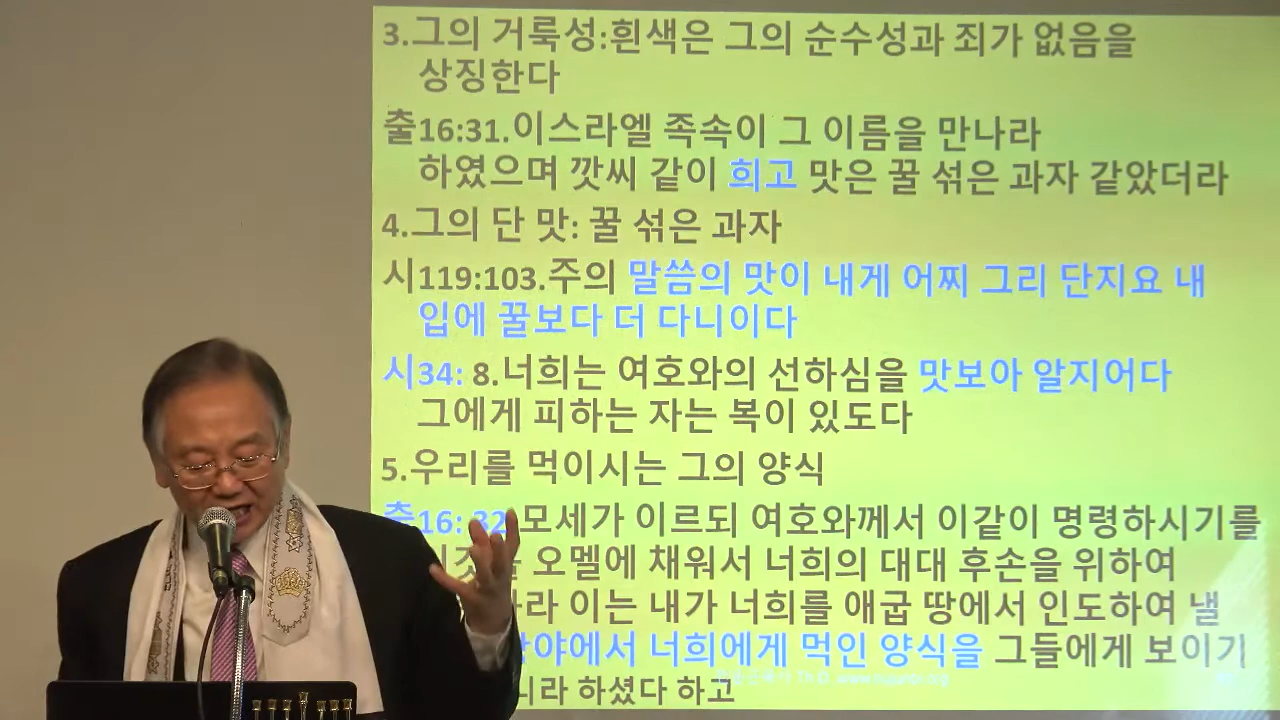 3.그의 거룩성:흰색은 그의 순수성과 죄가 없음을
상징한다
출16:31.이스라엘 족속이 그 이름을 만나라
하였으며 깟씨 같이 희고 맛은 꿀 섞은 과자 같았더라
4.그의 단 맛: 꿀 섞은 과자
시119:103.주의 말씀의 맛이 내게 어찌 그리 단지요 내
입에 꿀보다 더 다니이다
시34: 8.너희는 여호와의 선하심을 맛보아 알지어다
그에게 피하는 자는 복이 있도다
5.우리를 먹이시는 그의 양식
출16: 32.모세가 이르되 여호와께서 이같이 명령하시기를
오멜에 채워서 너희의 대대 후손을 위하여
이는 내가 너희를 애굽 땅에서 인도하여 낼
너희에게 먹인 양식을 그들에게 보이기
니라 하셨다 하고